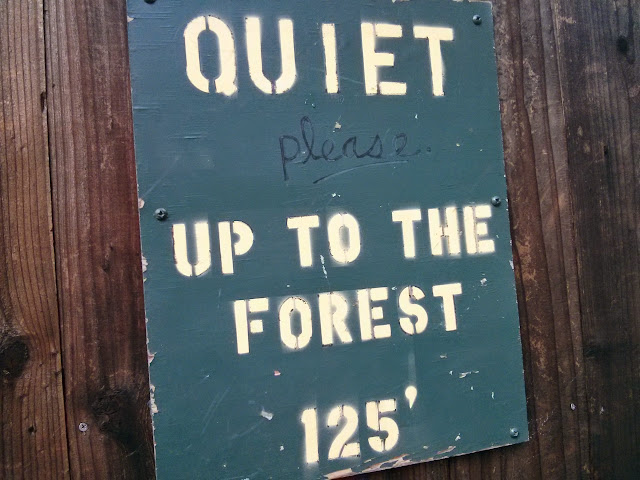 QUIET
please.
UP TO THE
FOREST
125'